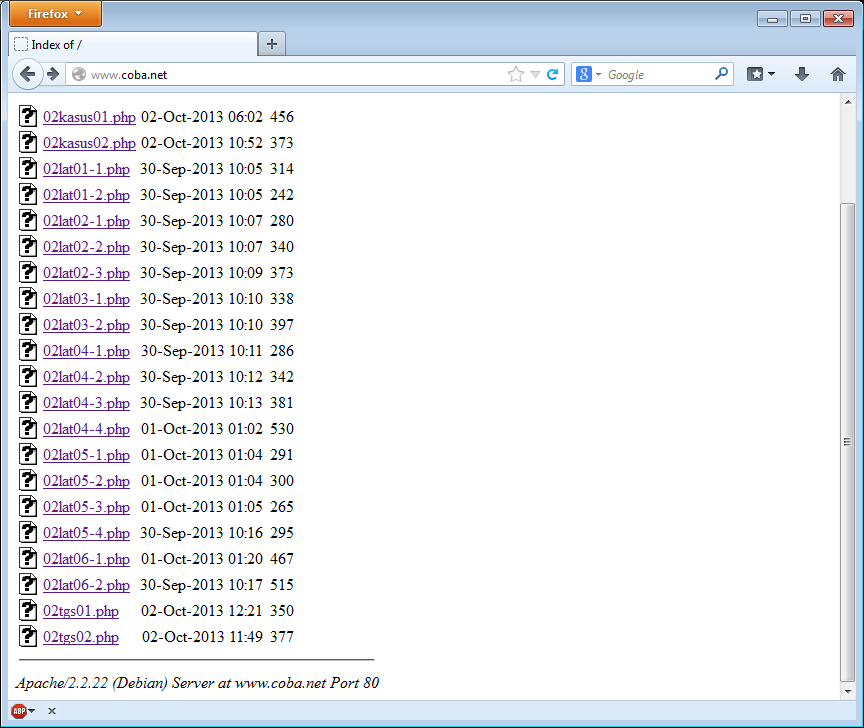 Firefox
Index of /
www.coba.net
Google
02kasus01.php 02-Oct-2013 06:02 456
02kasus02.php 02-Oct-2013 10:52 373
02lat01-1.php 30-Sep-2013 10:05 314
02lat01-2.php 30-Sep-2013 10:05 242
02lat02-1.php 30-Sep-2013 10:07 280
02lat02-2.php 30-Sep-2013 10:07 340
02lat02-3.php 30-Sep-2013 10:09 373
02lat03-1.php 30-Sep-2013 10:10 338
02lat03-2.php 30-Sep-2013 10:10 397
02lat04-1.php 30-Sep-2013 10:11 286
02lat04-2.php 30-Sep-2013 10:12 342
02lat04-3.php 30-Sep-2013 10:13 381
02lat04-4.php 01-Oct-2013 01:02 530
02lat05-1.php 01-Oct-2013 01:04 291
02lat05-2.php 01-Oct-2013 01:04 300
02lat05-3.php 01-Oct-2013 01:05 265
02lat05-4.php 30-Sep-2013 10:16 295
02lat06-1.php 01-Oct-2013 01:20 467
02lat06-2.php 30-Sep-2013 10:17 515
02tgs01.php 02-Oct-2013 12:21 350
02tgs02.php 02-Oct-2013 11:49 377
Apache/2.2.22 (Debian) Server at www.coba.net Port 80
ABP